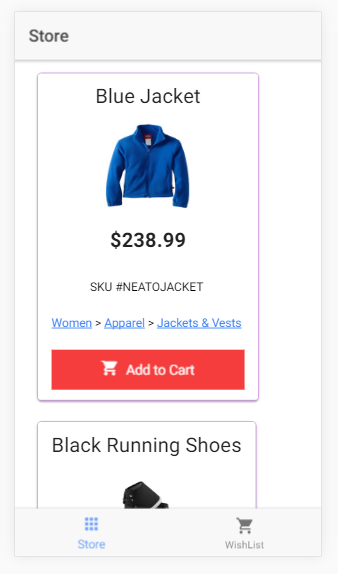 Store
Blue Jacket
$238.99
SKU #NEATOJACKET
Women > Apparel > Jackets & Vests
Add to Cart
Black Running Shoes
Store
WishList